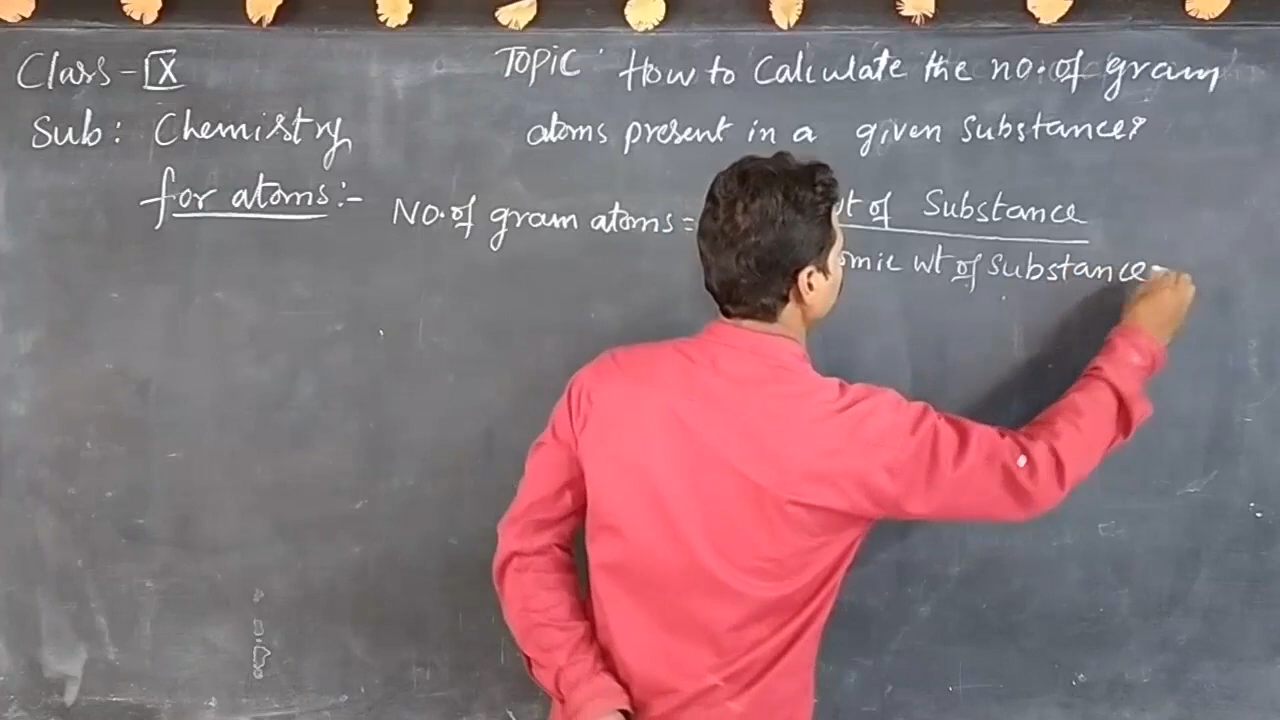 Class - IX
Sub: Chemistry
TOPIC: How to Calculate the no. of gram
atoms present in a given Substance?
for atoms:-
No. of gram atoms =
of Substance
wt of substance